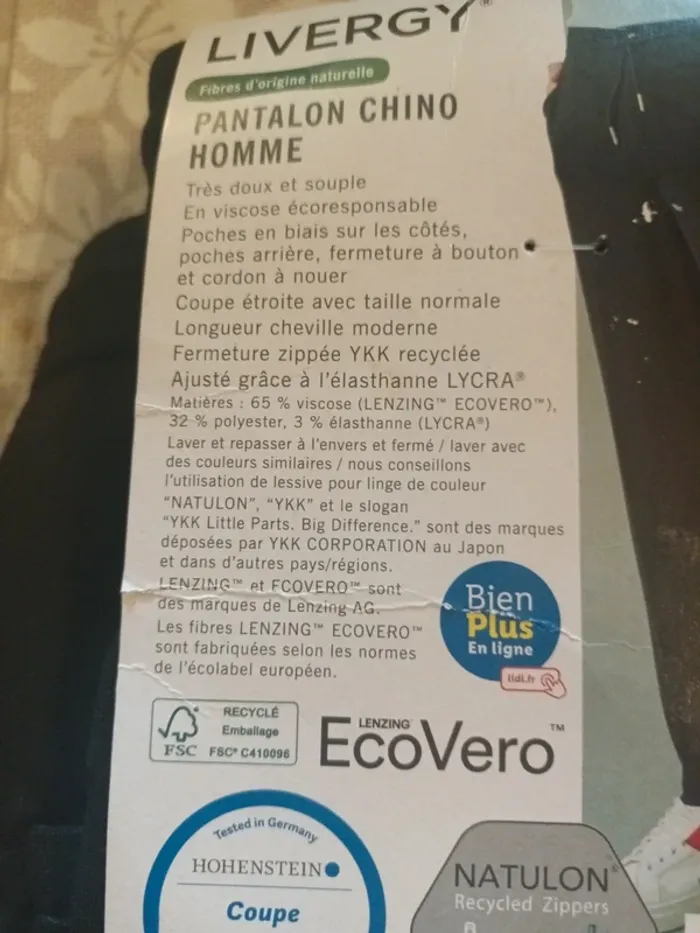 LIVERGY®
Fibres d'origine naturelle
PANTALON CHINO
HOMME
Très doux et souple
En viscose écoresponsable
Poches en biais sur les côtés,
poches arrière, fermeture à bouton
et cordon à nouer
Coupe étroite avec taille normale
Longueur cheville moderne
Fermeture zippée YKK recyclée
Ajusté grâce à l'élasthanne LYCRA®
Matières : 65 % viscose (LENZING™ ECOVERO™),
32 % polyester, 3 % élasthanne (LYCRA®)
Laver et repasser à l'envers et fermé / laver avec
des couleurs similaires / nous conseillons
l'utilisation de lessive pour linge de couleur
"NATULON", "YKK" et le slogan
"YKK Little Parts. Big Difference." sont des marques
déposées par YKK CORPORATION au Japon
et dans d'autres pays/régions.
LENZING™ et ECOVERO™ sont
des marques de Lenzing AG.
Les fibres LENZING™ ECOVERO™
sont fabriquées selon les normes
de l'écolabel européen.
Bien
Plus
En ligne
lidl.fr
RECYCLÉ
Emballage
FSC FSC® C410096
LENZING
EcoVero™
Tested in Germany
HOHENSTEIN
Coupe
NATULON®
Recycled Zippers